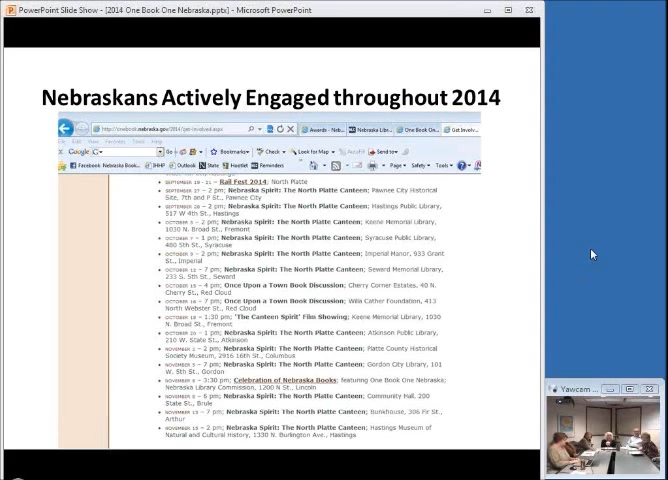 PowerPoint Slide Show - [2014 One Book One Nebraska.pptx] - Microsoft PowerPoint
Nebraskans Actively Engaged throughout 2014
http://onebook.nebraska.gov/2014/get-involved.aspx
Awards - Neb...
Nebraska Libr...
One Book On...
Get Involv...
File Edit View Favorites Tools Help
Google
Go
Bookmarks
Check
Look for Map
AutoFill
Send to
Facebook Nebraska Book...
Outlook
State
Reminders
Page
Safety
Tools
SEPTEMBER 19 - 21 – Rail Fest 2014; North Platte
SEPTEMBER 27 – 2 pm; Nebraska Spirit: The North Platte Canteen; Pawnee City Historical
Site, 7th and F St., Pawnee City
SEPTEMBER 28 – 2 pm; Nebraska Spirit: The North Platte Canteen; Hastings Public Library,
517 W 4th St., Hastings
OCTOBER 5 – 2 pm; Nebraska Spirit: The North Platte Canteen; Keene Memorial Library,
1030 N. Broad St., Fremont
OCTOBER 7 – 1 pm; Nebraska Spirit: The North Platte Canteen; Syracuse Public Library,
480 5th St., Syracuse
OCTOBER 9 – 2 pm; Nebraska Spirit: The North Platte Canteen; Imperial Manor, 933 Grant
St., Imperial
OCTOBER 12 – 7 pm; Nebraska Spirit: The North Platte Canteen; Seward Memorial Library,
233 S. 5th St., Seward
OCTOBER 15 – 4 pm; Once Upon a Town Book Discussion; Cherry Corner Estates, 40 N.
Cherry St., Red Cloud
OCTOBER 16 – 7 pm; Once Upon a Town Book Discussion; Willa Cather Foundation, 413
North Webster St., Red Cloud
OCTOBER 18 – 1:30 pm; 'The Canteen Spirit' Film Showing; Keene Memorial Library, 1030
N. Broad St., Fremont
OCTOBER 20 – 1 pm; Nebraska Spirit: The North Platte Canteen; Atkinson Public Library,
210 W. State St., Atkinson
NOVEMBER 2 – 2 pm; Nebraska Spirit: The North Platte Canteen; Platte County Historical
Society Museum, 2916 16th St., Columbus
NOVEMBER 5 – 7 pm; Nebraska Spirit: The North Platte Canteen; Gordon City Library, 101
W. 5th St., Gordon
NOVEMBER 8 – 3:30 pm; Celebration of Nebraska Books; featuring One Book One Nebraska;
Nebraska Library Commission, 1200 N St., Lincoln
– 6 pm; Nebraska Spirit: The North Platte Canteen; Community Hall, 200
State St., Brule
– 7 pm; Nebraska Spirit: The North Platte Canteen; Bunkhouse, 306 Fir St.,
Arthur
NOVEMBER 15 – 2 pm; Nebraska Spirit: The North Platte Canteen; Hastings Museum of
Natural and Cultural History, 1330 N. Burlington Ave., Hastings
Yawcam ...